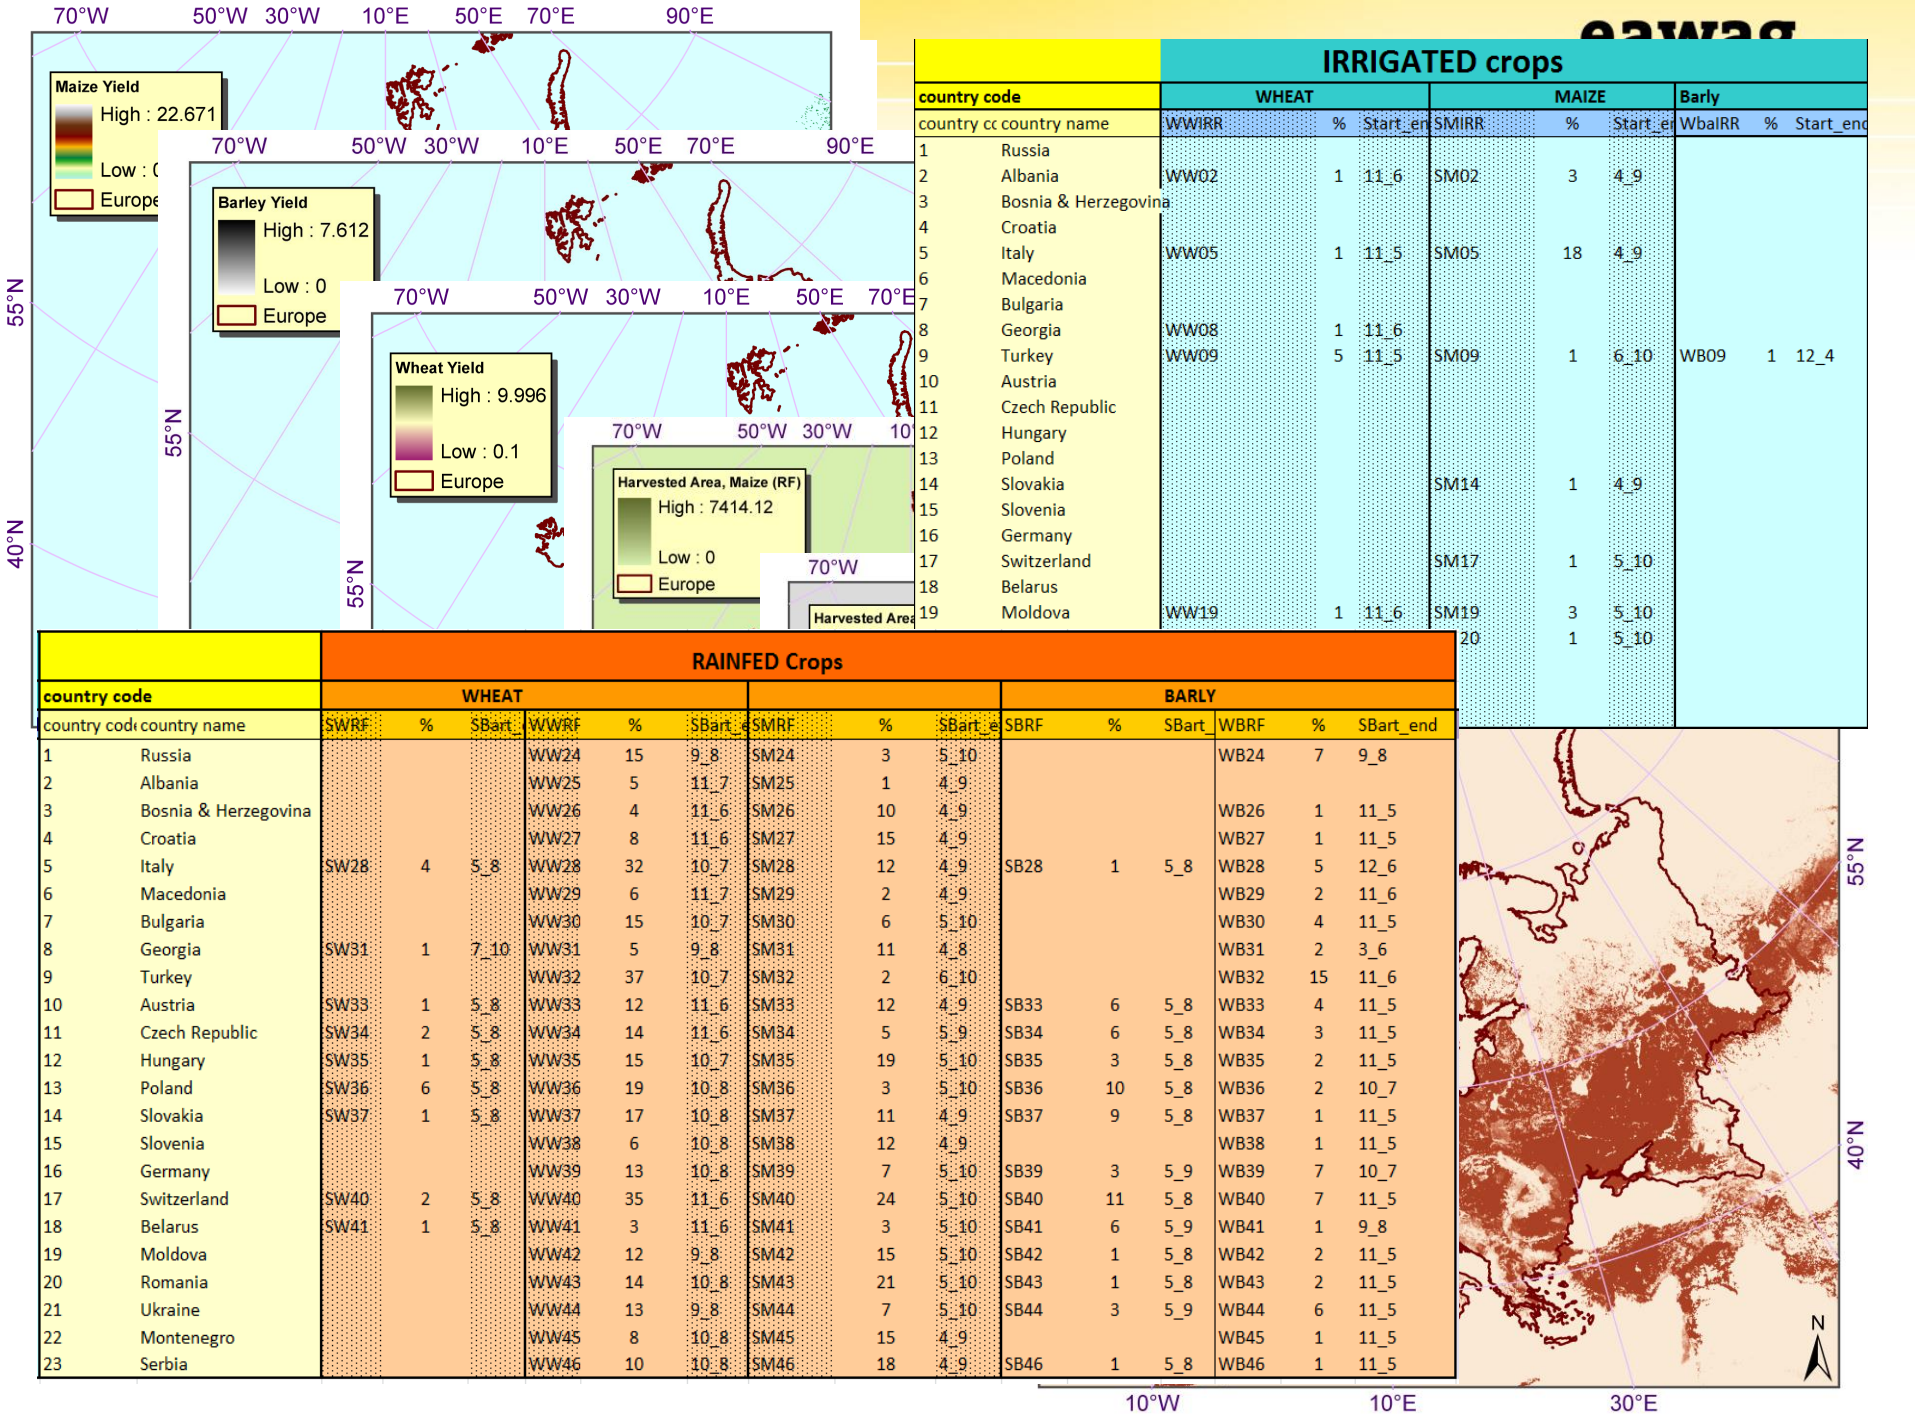 70°W 50°W 30°W 10°E 50°E 70°E 90°E
eawag
Maize Yield
High : 22.671
Low : 0
Europe
55°N
40°N
70°W 50°W 30°W 10°E 50°E 70°E 90°E
Barley Yield
High : 7.612
Low : 0
Europe
55°N
70°W 50°W 30°W 10°E 50°E 70°E
Wheat Yield
High : 9.996
Low : 0.1
Europe
55°N
70°W 50°W 30°W 10
Harvested Area, Maize (RF)
High : 7414.12
Low : 0
Europe
70°W
Harvested Area
IRRIGATED crops
country code WHEAT MAIZE Barly
country cc country name WWIRR % Start_en SMIRR % Start_er WbaIRR % Start_end
1 Russia
2 Albania WW02 1 11_6 SM02 3 4_9
3 Bosnia & Herzegovina
4 Croatia
5 Italy WW05 1 11_5 SM05 18 4_9
6 Macedonia
7 Bulgaria
8 Georgia WW08 1 11_6
9 Turkey WW09 5 11_5 SM09 1 6_10 WB09 1 12_4
10 Austria
11 Czech Republic
12 Hungary
13 Poland
14 Slovakia SM14 1 4_9
15 Slovenia
16 Germany
17 Switzerland SM17 1 5_10
18 Belarus
19 Moldova WW19 1 11_6 SM19 3 5_10
20 1 5_10
RAINFED Crops
country code WHEAT BARLY
country cod country name SWRF % SBart_ WWRF % SBart_e SMRF % SBart_e SBRF % SBart_ WBRF % SBart_end
1 Russia WW24 15 9_8 SM24 3 5_10 WB24 7 9_8
2 Albania WW25 5 11_7 SM25 1 4_9
3 Bosnia & Herzegovina WW26 4 11_6 SM26 10 4_9 WB26 1 11_5
4 Croatia WW27 8 11_6 SM27 15 4_9 WB27 1 11_5
5 Italy SW28 4 5_8 WW28 32 10_7 SM28 12 4_9 SB28 1 5_8 WB28 5 12_6
6 Macedonia WW29 6 11_7 SM29 2 4_9 WB29 2 11_6
7 Bulgaria WW30 15 10_7 SM30 6 5_10 WB30 4 11_5
8 Georgia SW31 1 7_10 WW31 5 9_8 SM31 11 4_8 WB31 2 3_6
9 Turkey WW32 37 10_7 SM32 2 6_10 WB32 15 11_6
10 Austria SW33 1 5_8 WW33 12 11_6 SM33 12 4_9 SB33 6 5_8 WB33 4 11_5
11 Czech Republic SW34 2 5_8 WW34 14 11_6 SM34 5 5_9 SB34 6 5_8 WB34 3 11_5
12 Hungary SW35 1 5_8 WW35 15 10_7 SM35 19 5_10 SB35 3 5_8 WB35 2 11_5
13 Poland SW36 6 5_8 WW36 19 10_8 SM36 3 5_10 SB36 10 5_8 WB36 2 10_7
14 Slovakia SW37 1 5_8 WW37 17 10_8 SM37 11 4_9 SB37 9 5_8 WB37 1 11_5
15 Slovenia WW38 6 10_8 SM38 12 4_9 WB38 1 11_5
16 Germany WW39 13 10_8 SM39 7 5_10 SB39 3 5_9 WB39 7 10_7
17 Switzerland SW40 2 5_8 WW40 35 11_6 SM40 24 5_10 SB40 11 5_8 WB40 7 11_5
18 Belarus SW41 1 5_8 WW41 3 11_6 SM41 3 5_10 SB41 6 5_9 WB41 1 9_8
19 Moldova WW42 12 9_8 SM42 15 5_10 SB42 1 5_8 WB42 2 11_5
20 Romania WW43 14 10_8 SM43 21 5_10 SB43 1 5_8 WB43 2 11_5
21 Ukraine WW44 13 9_8 SM44 7 5_10 SB44 3 5_9 WB44 6 11_5
22 Montenegro WW45 8 10_8 SM45 15 4_9 WB45 1 11_5
23 Serbia WW46 10 10_8 SM46 18 4_9 SB46 1 5_8 WB46 1 11_5
55°N
40°N
N
10°W 10°E 30°E